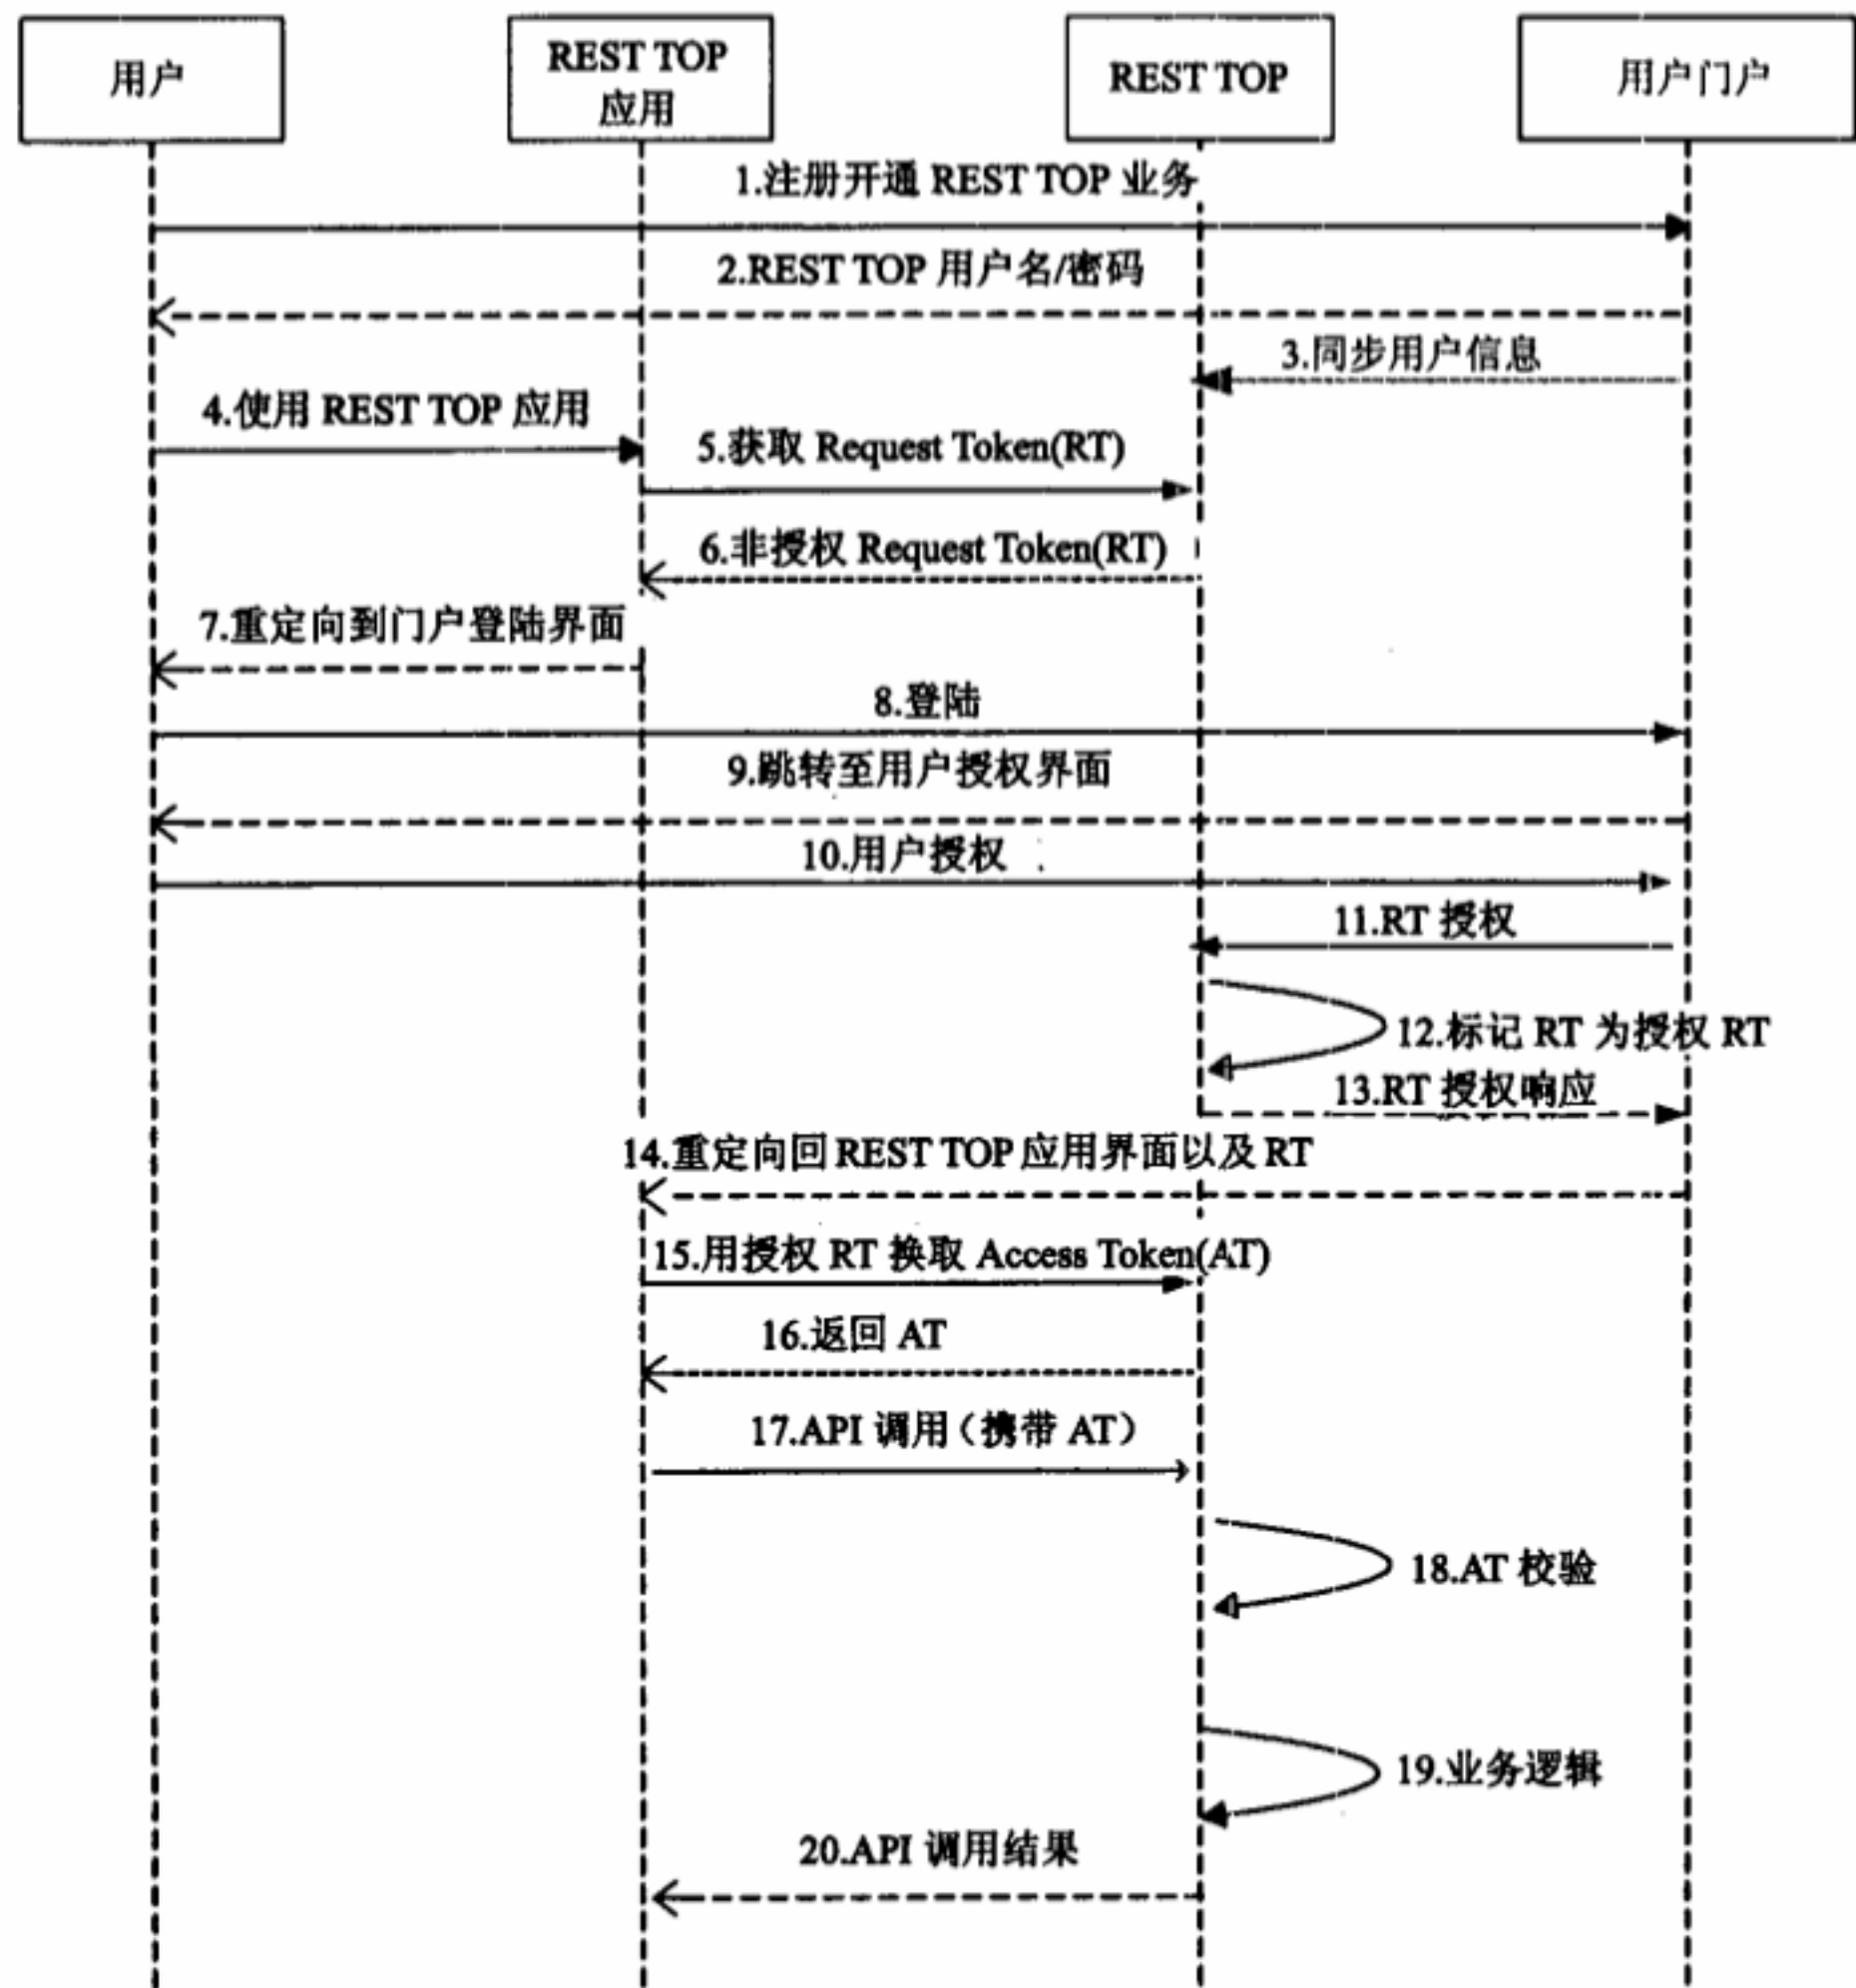 用户
REST TOP
应用
REST TOP
用户门户
1.注册开通 REST TOP 业务
2.REST TOP 用户名/密码
3.同步用户信息
4.使用 REST TOP 应用
5.获取 Request Token(RT)
6.非授权 Request Token(RT)
7.重定向到门户登陆界面
8.登陆
9.跳转至用户授权界面
10.用户授权
11.RT 授权
12.标记 RT 为授权 RT
13.RT 授权响应
14.重定向回 REST TOP 应用界面以及 RT
15.用授权 RT 换取 Access Token(AT)
16.返回 AT
17.API 调用（携带 AT）
18.AT 校验
19.业务逻辑
20.API 调用结果